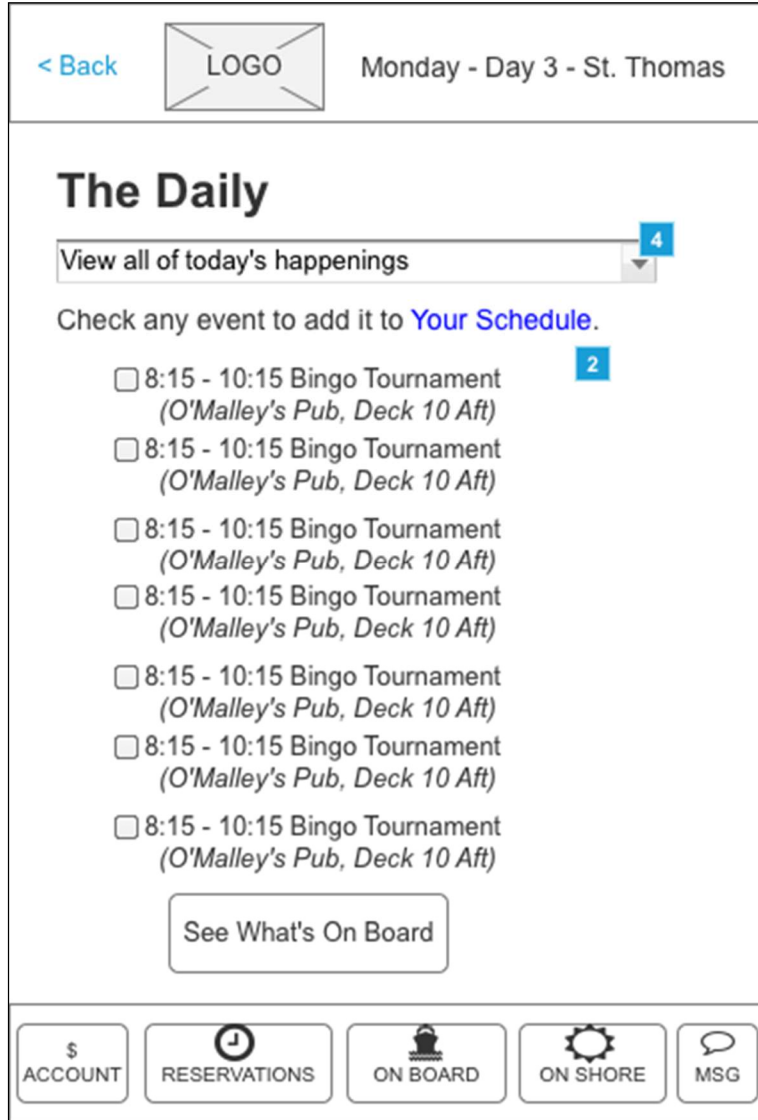 < Back
LOGO
Monday - Day 3 - St. Thomas
The Daily
4
View all of today's happenings
Check any event to add it to Your Schedule.
2
8:15 - 10:15 Bingo Tournament
(O'Malley's Pub, Deck 10 Aft)
8:15 - 10:15 Bingo Tournament
(O'Malley's Pub, Deck 10 Aft)
8:15 - 10:15 Bingo Tournament
(O'Malley's Pub, Deck 10 Aft)
8:15 - 10:15 Bingo Tournament
(O'Malley's Pub, Deck 10 Aft)
8:15 - 10:15 Bingo Tournament
(O'Malley's Pub, Deck 10 Aft)
8:15 - 10:15 Bingo Tournament
(O'Malley's Pub, Deck 10 Aft)
8:15 - 10:15 Bingo Tournament
(O'Malley's Pub, Deck 10 Aft)
See What's On Board
$
ACCOUNT
RESERVATIONS
ON BOARD
ON SHORE
MSG